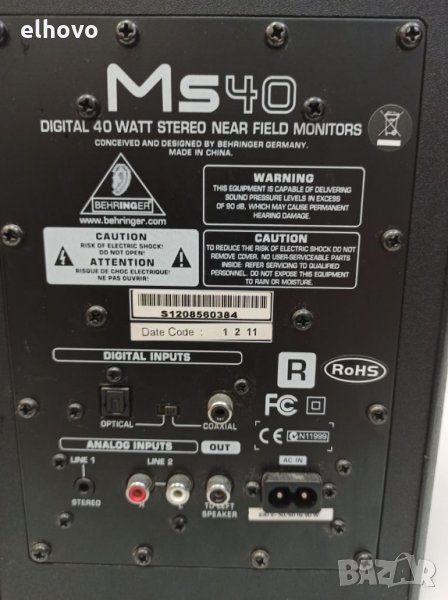 elhovo
Ms40
DIGITAL 40 WATT STEREO NEAR FIELD MONITORS
CONCEIVED AND DESIGNED BY BEHRINGER GERMANY.
MADE IN CHINA.
BEHRINGER
www.behringer.com
WARNING
THIS EQUIPMENT IS CAPABLE OF DELIVERING
SOUND PRESSURE LEVELS IN EXCESS
OF 90 dB, WHICH MAY CAUSE PERMANENT
HEARING DAMAGE.
CAUTION
RISK OF ELECTRIC SHOCK!
DO NOT OPEN!
ATTENTION
RISQUE DE CHOC ELECTRIQUE!
NE PAS OUVRIR!
CAUTION
TO REDUCE THE RISK OF ELECTRIC SHOCK DO NOT
REMOVE COVER. NO USER-SERVICEABLE PARTS
INSIDE. REFER SERVICING TO QUALIFIED
PERSONNEL. DO NOT EXPOSE THIS EQUIPMENT
TO RAIN OR MOISTURE.
S1208560384
Date Code : 1 2 11
DIGITAL INPUTS
OPTICAL
COAXIAL
R
RoHS
FC
CE
N11999
ANALOG INPUTS
OUT
LINE 1
LINE 2
STEREO
R
L
TO LEFT
SPEAKER
AC IN
BAZAR